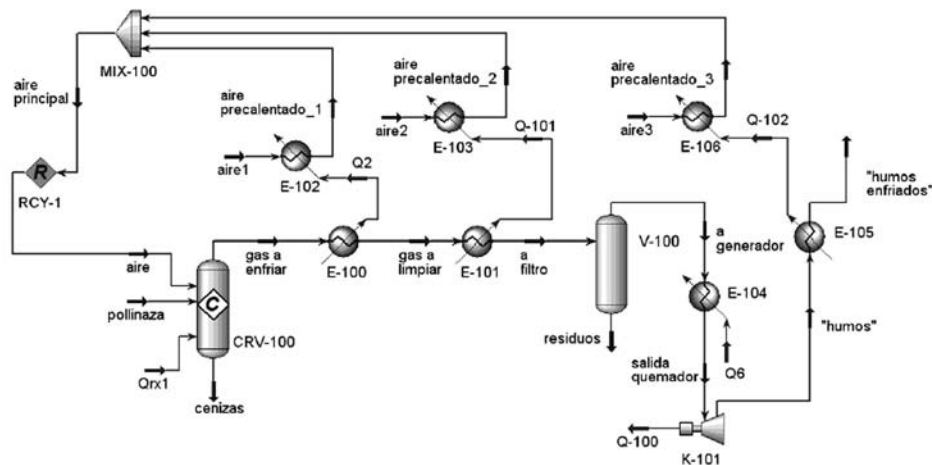 MIX-100
aire
principal
R
RCY-1
aire
pollinaza
Qrx1
C
CRV-100
cenizas
aire
precalentado_1
aire1
E-102
Q2
gas a
enfriar
E-100
gas a
limpiar
aire
precalentado_2
aire2
E-103
Q-101
E-101
a
filtro
V-100
residuos
aire
precalentado_3
aire3
E-106
Q-102
a
generador
E-104
Q6
salida
quemador
Q-100
K-101
"humos"
E-105
"humos
enfriados"